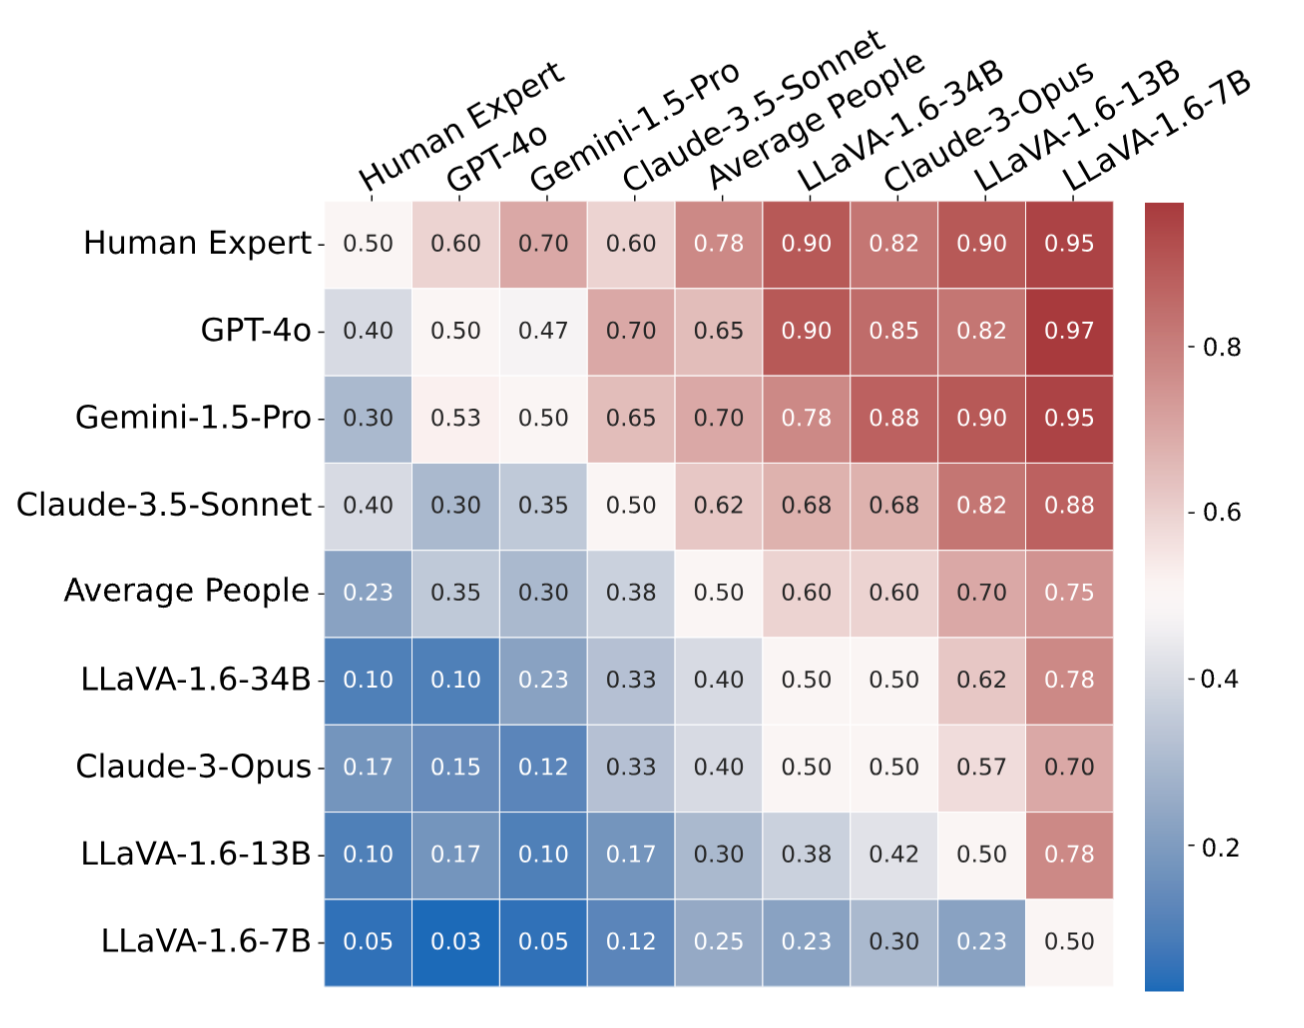 Human Expert
GPT-4o
Gemini-1.5-Pro
Claude-3.5-Sonnet
Average People
LLaVA-1.6-34B
Claude-3-Opus
LLaVA-1.6-13B
LLaVA-1.6-7B
Human Expert 0.50 0.60 0.70 0.60 0.78 0.90 0.82 0.90 0.95
GPT-4o 0.40 0.50 0.47 0.70 0.65 0.90 0.85 0.82 0.97
Gemini-1.5-Pro 0.30 0.53 0.50 0.65 0.70 0.78 0.88 0.90 0.95
Claude-3.5-Sonnet 0.40 0.30 0.35 0.50 0.62 0.68 0.68 0.82 0.88
Average People 0.23 0.35 0.30 0.38 0.50 0.60 0.60 0.70 0.75
LLaVA-1.6-34B 0.10 0.10 0.23 0.33 0.40 0.50 0.50 0.62 0.78
Claude-3-Opus 0.17 0.15 0.12 0.33 0.40 0.50 0.50 0.57 0.70
LLaVA-1.6-13B 0.10 0.17 0.10 0.17 0.30 0.38 0.42 0.50 0.78
LLaVA-1.6-7B 0.05 0.03 0.05 0.12 0.25 0.23 0.30 0.23 0.50
0.8
0.6
0.4
0.2